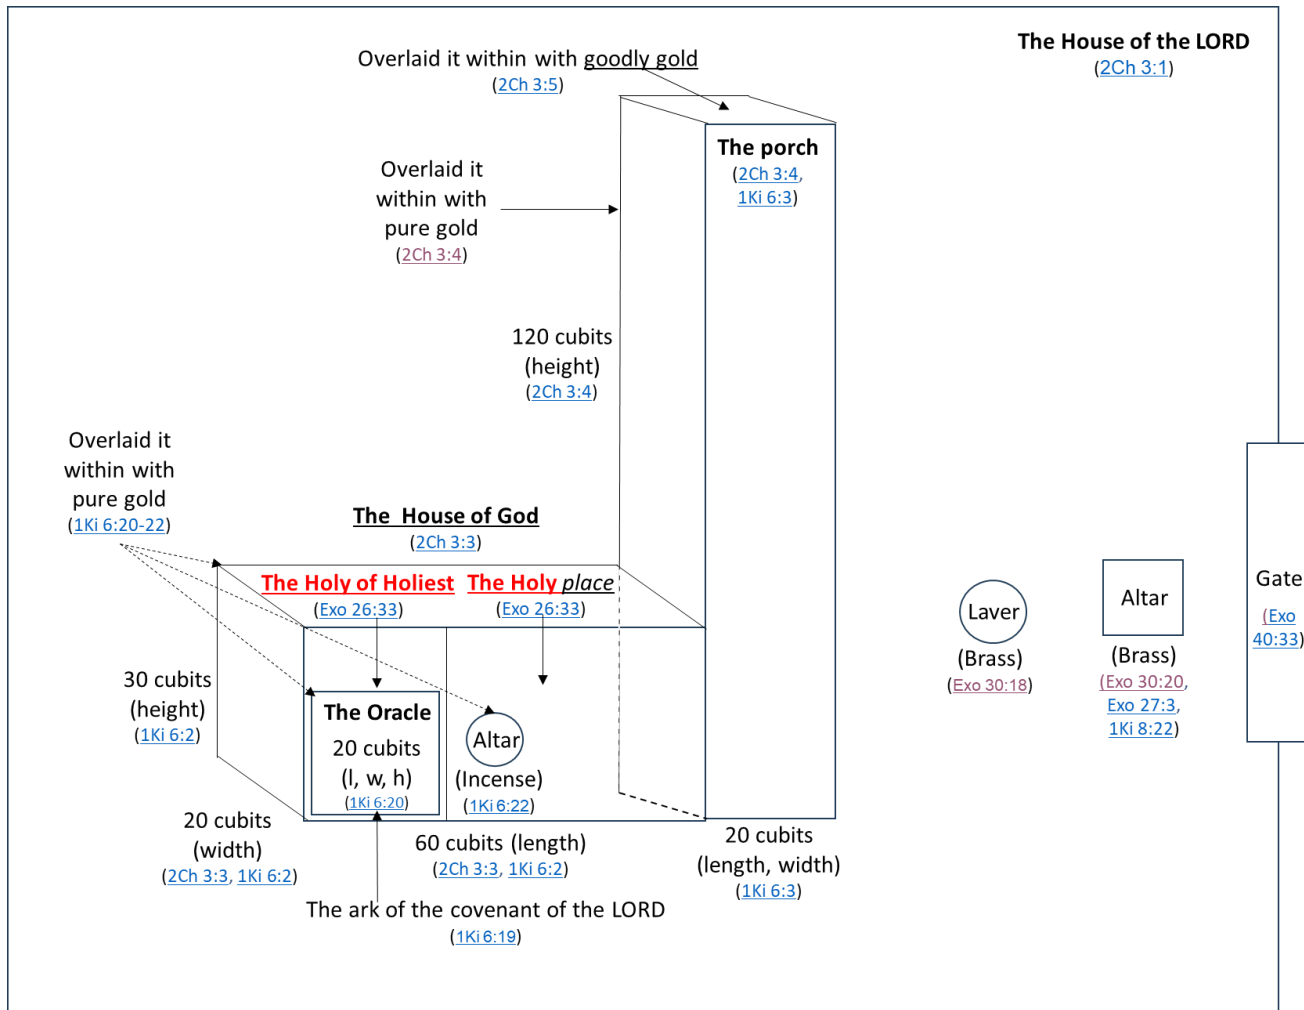 The House of the LORD
(2Ch 3:1)
Overlaid it within with goodly gold
(2Ch 3:5)
The porch
(2Ch 3:4,
1Ki 6:3)
Overlaid it
within with
pure gold
(2Ch 3:4)
120 cubits
(height)
(2Ch 3:4)
Overlaid it
within with
pure gold
(1Ki 6:20-22)
The House of God
(2Ch 3:3)
The Holy of Holiest
(Exo 26:33)
The Holy place
(Exo 26:33)
30 cubits
(height)
(1Ki 6:2)
The Oracle
20 cubits
(l, w, h)
(1Ki 6:20)
Altar
(Incense)
(1Ki 6:22)
20 cubits
(width)
(2Ch 3:3, 1Ki 6:2)
60 cubits (length)
(2Ch 3:3, 1Ki 6:2)
20 cubits
(length, width)
(1Ki 6:3)
The ark of the covenant of the LORD
(1Ki 6:19)
Laver
(Brass)
(Exo 30:18)
Altar
(Brass)
(Exo 30:20,
Exo 27:3,
1Ki 8:22)
Gate
(Exo
40:33)